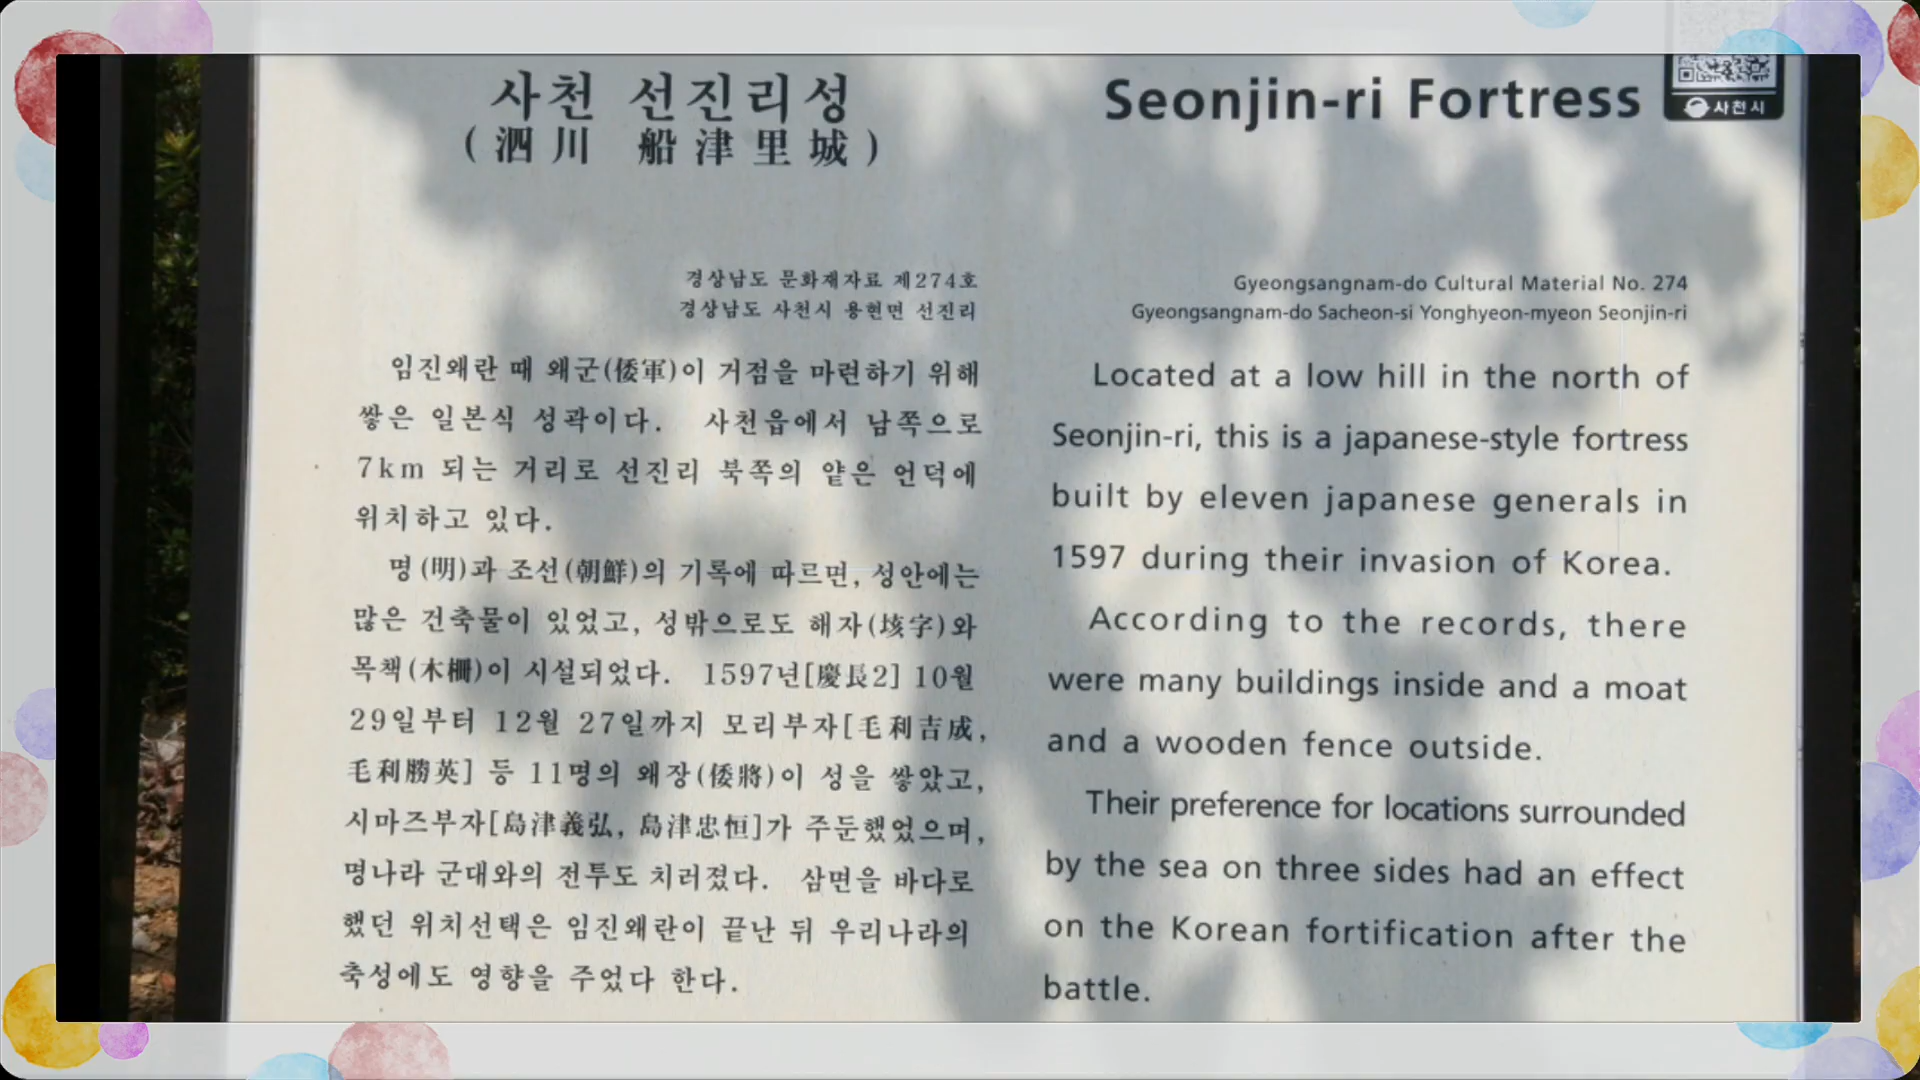 사천 선진리성
(泗川 船津里城)
경상남도 문화재자료 제274호
경상남도 사천시 용현면 선진리
임진왜란 때 왜군(倭軍)이 거점을 마련하기 위해
쌓은 일본식 성곽이다. 사천읍에서 남쪽으로
7km 되는 거리로 선진리 북쪽의 얕은 언덕에
위치하고 있다.
명(明)과 조선(朝鮮)의 기록에 따르면, 성안에는
많은 건축물이 있었고, 성밖으로도 해자(垓字)와
목책(木柵)이 시설되었다. 1597년[慶長2] 10월
29일부터 12월 27일까지 모리부자[毛利吉成,
毛利勝英] 등 11명의 왜장(倭將)이 성을 쌓았고,
시마즈부자[島津義弘, 島津忠恒]가 주둔했었으며,
명나라 군대와의 전투도 치러졌다. 삼면을 바다로
했던 위치선택은 임진왜란이 끝난 뒤 우리나라의
축성에도 영향을 주었다 한다.
Seonjin-ri Fortress
사천시
Gyeongsangnam-do Cultural Material No. 274
Gyeongsangnam-do Sacheon-si Yonghyeon-myeon Seonjin-ri
Located at a low hill in the north of
Seonjin-ri, this is a japanese-style fortress
built by eleven japanese generals in
1597 during their invasion of Korea.
According to the records, there
were many buildings inside and a moat
and a wooden fence outside.
Their preference for locations surrounded
by the sea on three sides had an effect
on the Korean fortification after the
battle.